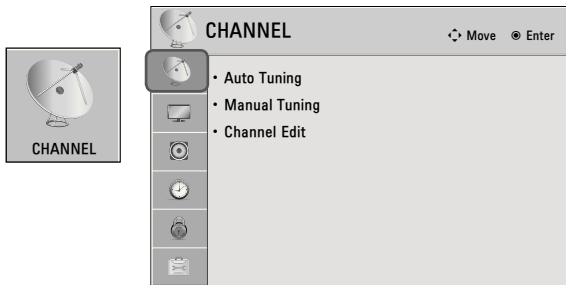 CHANNEL
CHANNEL Move Enter
• Auto Tuning
• Manual Tuning
• Channel Edit